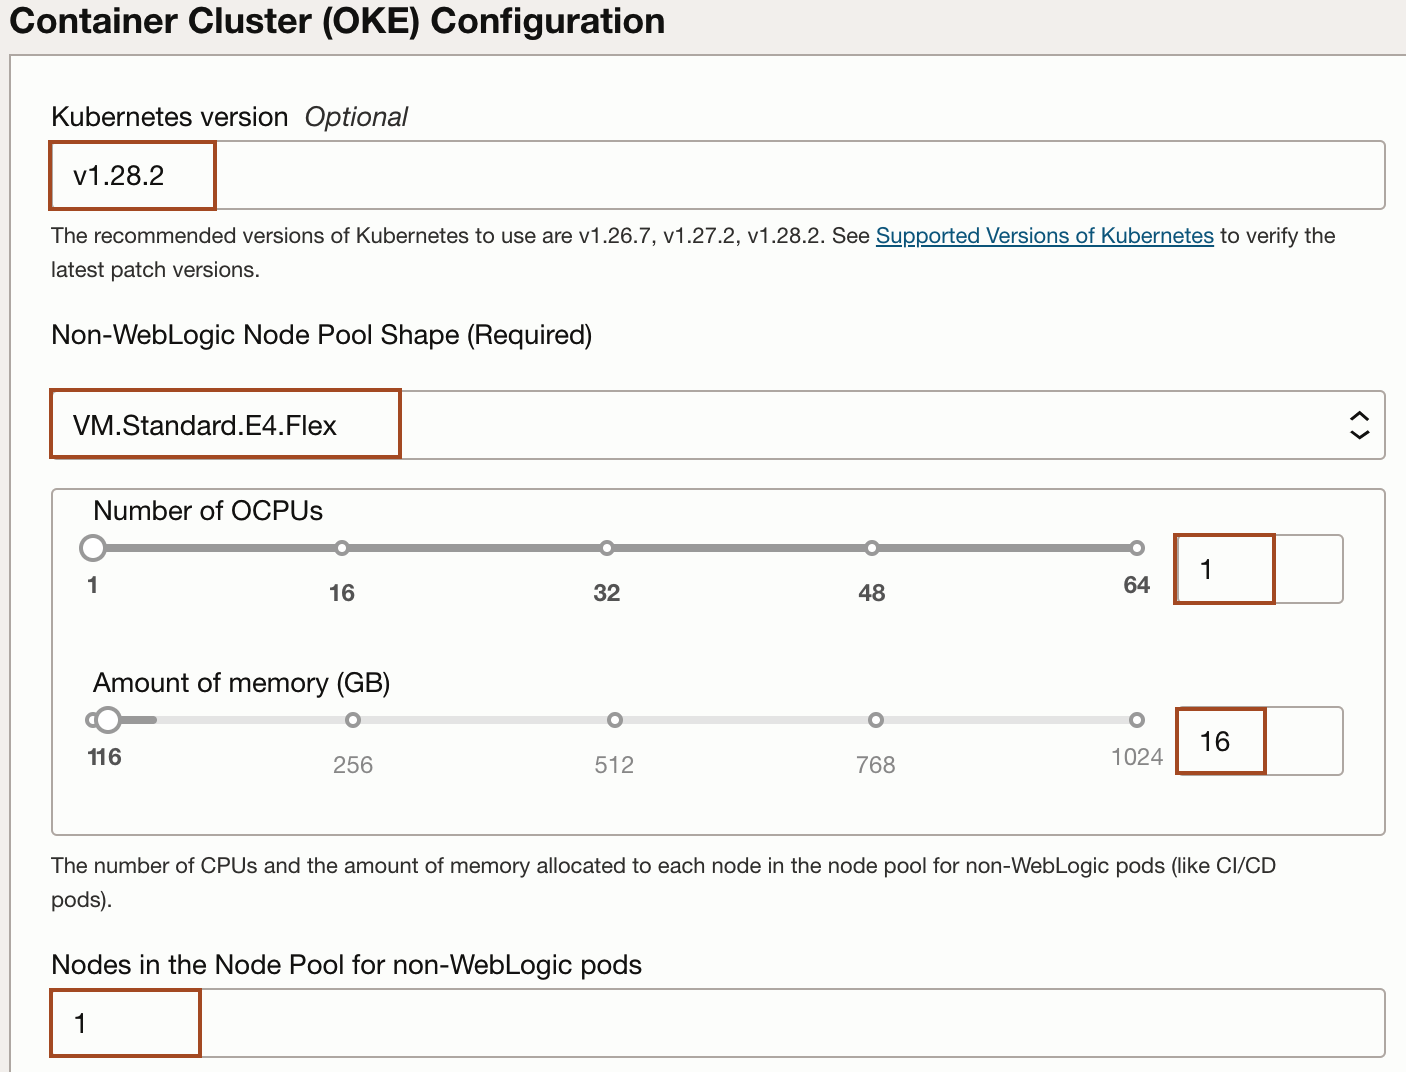 Container Cluster (OKE) Configuration
Kubernetes version Optional
v1.28.2
The recommended versions of Kubernetes to use are v1.26.7, v1.27.2, v1.28.2. See Supported Versions of Kubernetes to verify the
latest patch versions.
Non-WebLogic Node Pool Shape (Required)
VM.Standard.E4.Flex
Number of OCPUs
1 16 32 48 64
1
Amount of memory (GB)
116 256 512 768 1024
16
The number of CPUs and the amount of memory allocated to each node in the node pool for non-WebLogic pods (like CI/CD
pods).
Nodes in the Node Pool for non-WebLogic pods
1